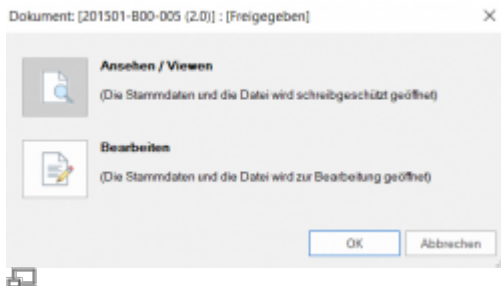 Dokument: [201501-B00-005 (2.0)] : [Freigegeben]
Ansehen / Viewen
(Die Stammdaten und die Datei wird schreibgeschützt geöffnet)
Bearbeiten
(Die Stammdaten und die Datei wird zur Bearbeitung geöffnet)
OK Abbrechen